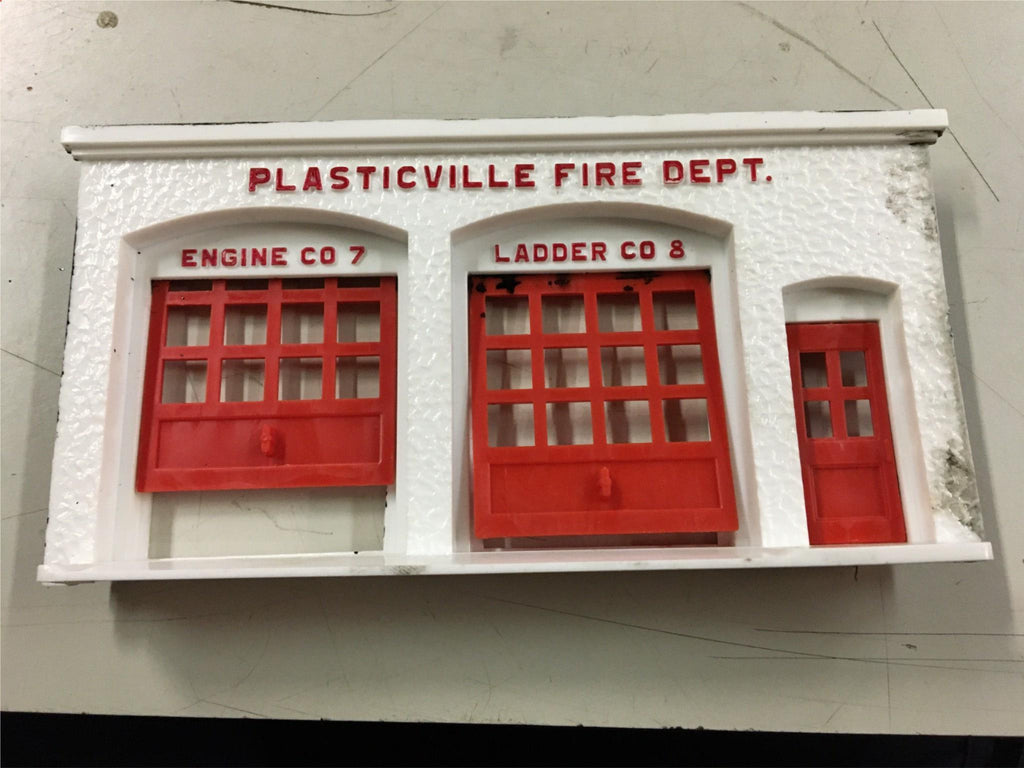 PLASTICVILLE FIRE DEPT.
ENGINE CO 7
LADDER CO 8